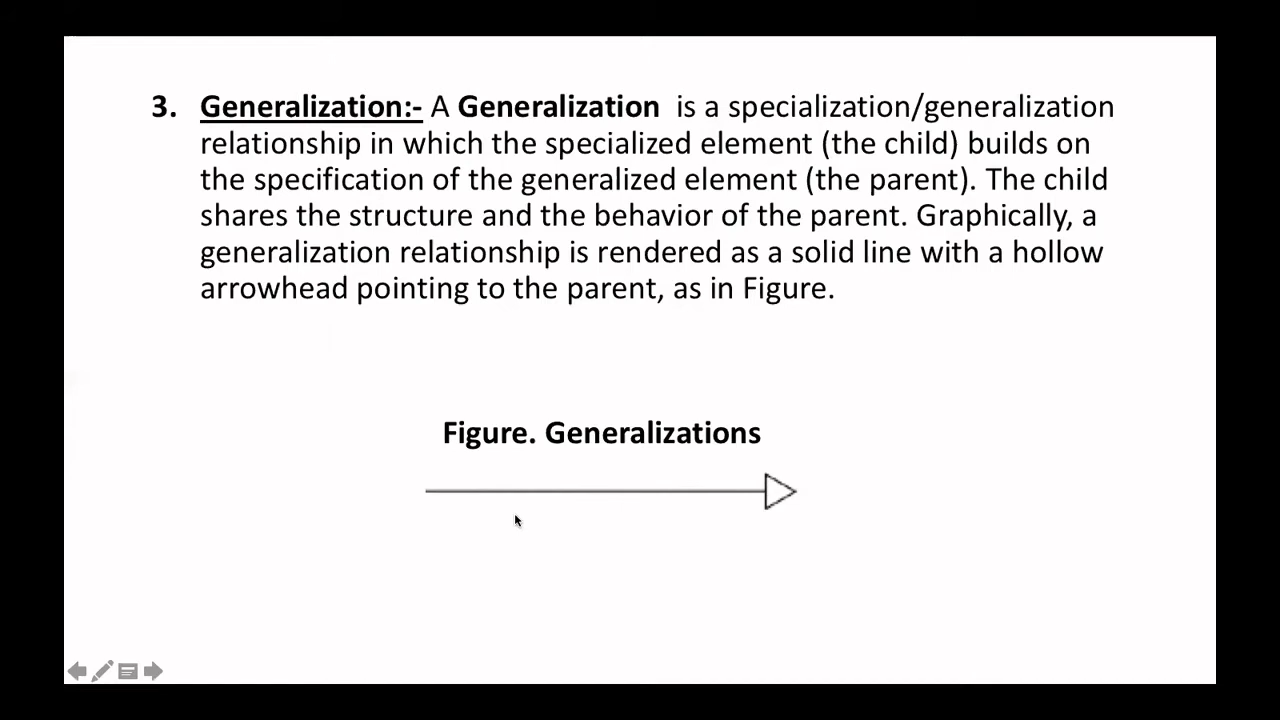 3. Generalization:- A Generalization is a specialization/generalization
relationship in which the specialized element (the child) builds on
the specification of the generalized element (the parent). The child
shares the structure and the behavior of the parent. Graphically, a
generalization relationship is rendered as a solid line with a hollow
arrowhead pointing to the parent, as in Figure.
Figure. Generalizations